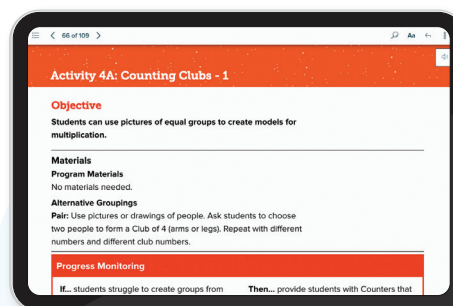 66 of 109
Aa
Activity 4A: Counting Clubs - 1
Objective
Students can use pictures of equal groups to create models for
multiplication.
Materials
Program Materials
No materials needed.
Alternative Groupings
Pair: Use pictures or drawings of people. Ask students to choose
two people to form a Club of 4 (arms or legs). Repeat with different
numbers and different club numbers.
Progress Monitoring
If... students struggle to create groups from
Then... provide students with Counters that